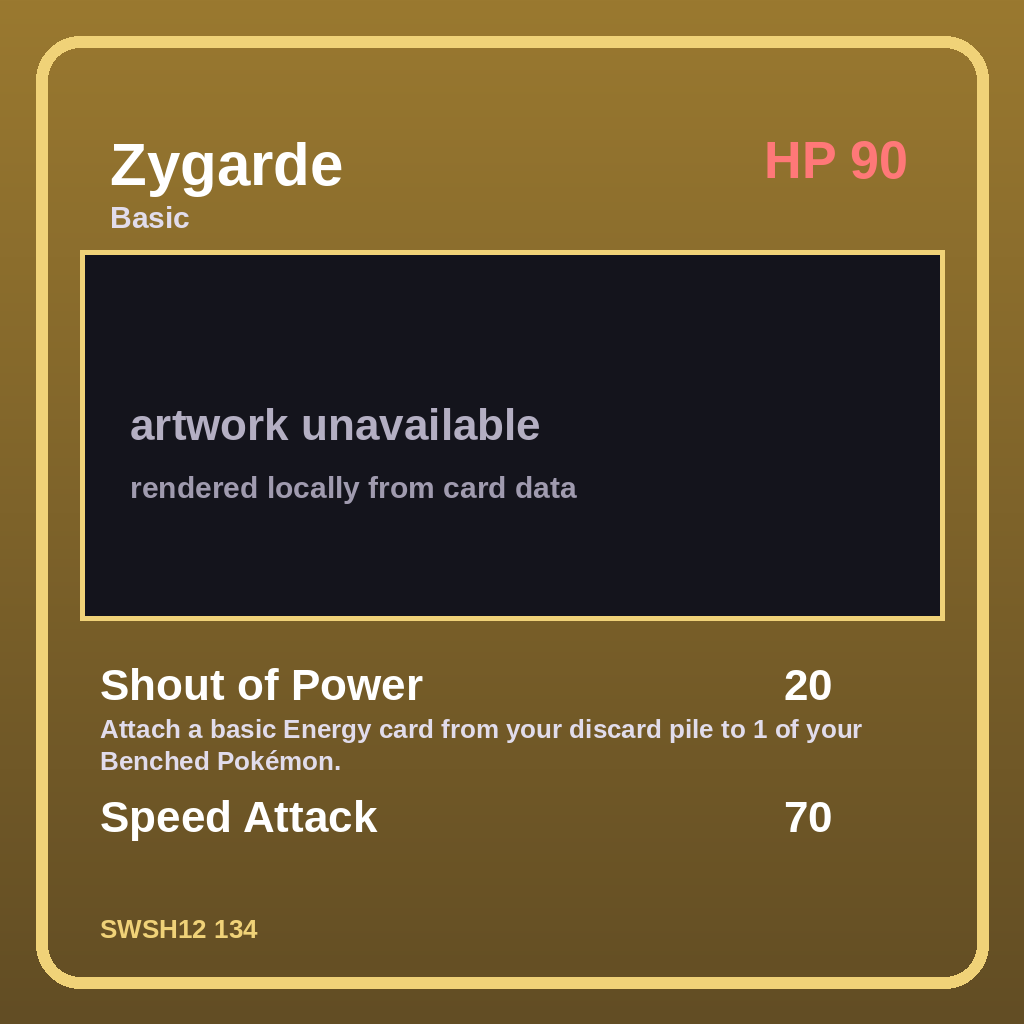 Zygarde
HP 90
Basic
artwork unavailable
rendered locally from card data
Shout of Power 20
Attach a basic Energy card from your discard pile to 1 of your
Benched Pokémon.
Speed Attack 70
SWSH12 134